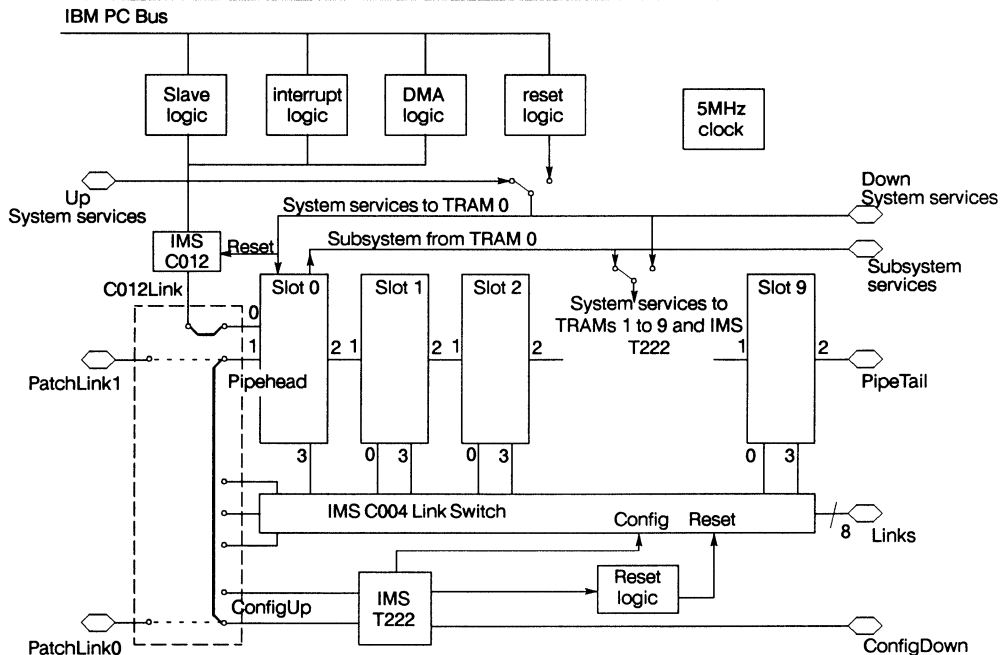 IBM PC Bus
Slave
logic
interrupt
logic
DMA
logic
reset
logic
5MHz
clock
Up
System services
Down
System services
System services to TRAM 0
IMS
C012
Reset
Subsystem from TRAM 0
Subsystem
services
C012Link
Slot 0
Slot 1
Slot 2
System services to
TRAMs 1 to 9 and IMS
T222
Slot 9
0
1
2
1
2
1
2
1
2
PatchLink1
Pipehead
PipeTail
3
0
3
0
3
0
3
IMS C004 Link Switch
Config
Reset
8
Links
ConfigUp
IMS
T222
Reset
logic
PatchLink0
ConfigDown